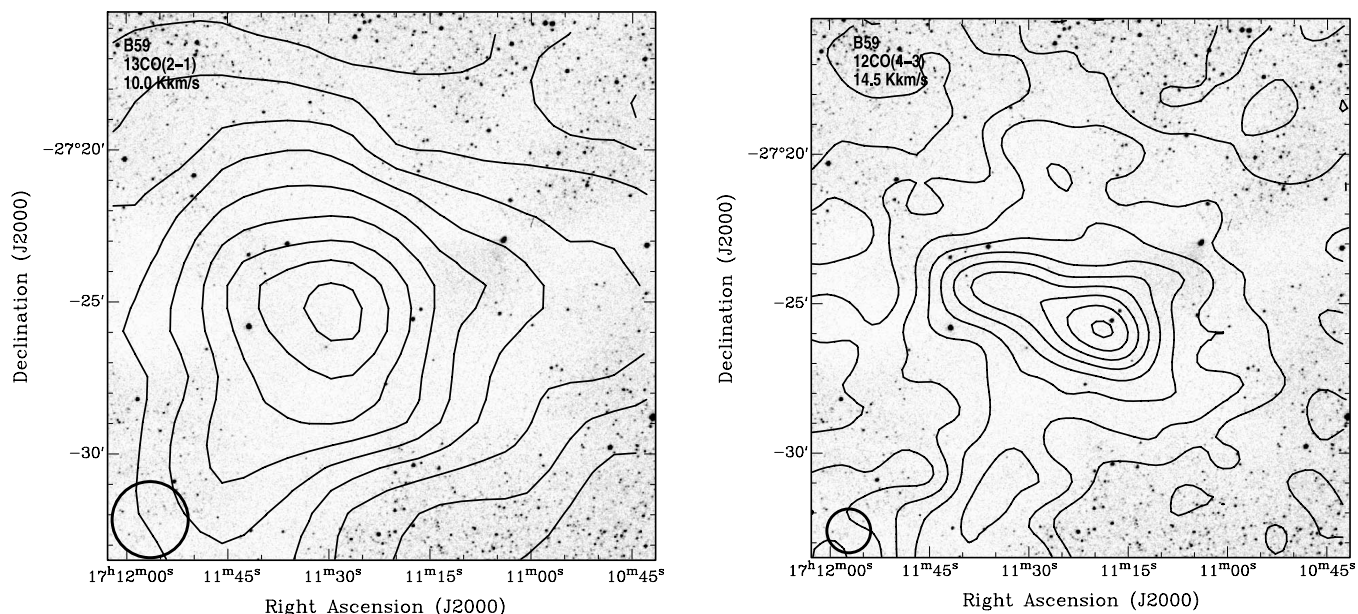 B59
13CO(2−1)
10.0 Kkm/s
−27°20′
−25′
−30′
Declination (J2000)
17ʰ12ᵐ00ˢ 11ᵐ45ˢ 11ᵐ30ˢ 11ᵐ15ˢ 11ᵐ00ˢ 10ᵐ45ˢ
Right Ascension (J2000)
B59
12CO(4−3)
14.5 Kkm/s
−27°20′
−25′
−30′
Declination (J2000)
17ʰ12ᵐ00ˢ 11ᵐ45ˢ 11ᵐ30ˢ 11ᵐ15ˢ 11ᵐ00ˢ 10ᵐ45ˢ
Right Ascension (J2000)